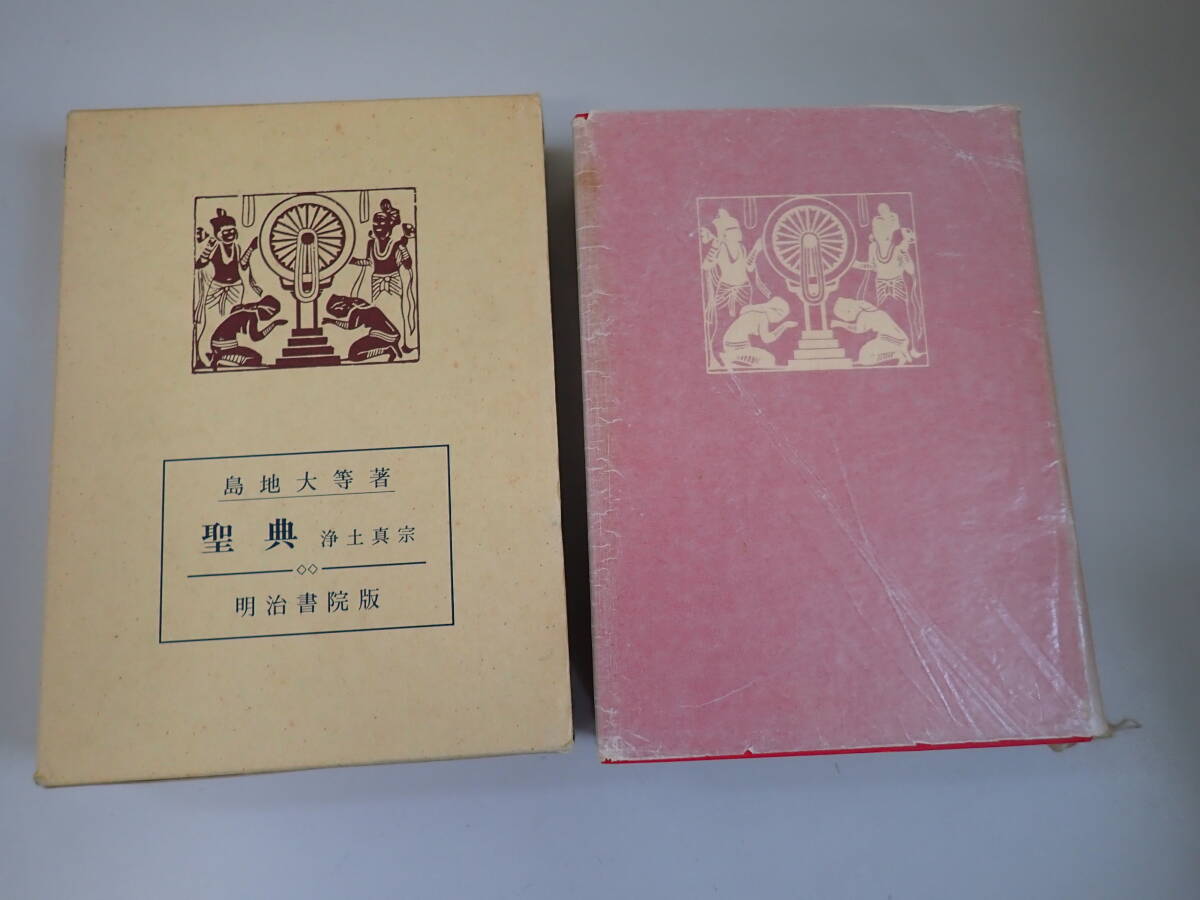 島地大等著
聖典 浄土真宗
明治書院版